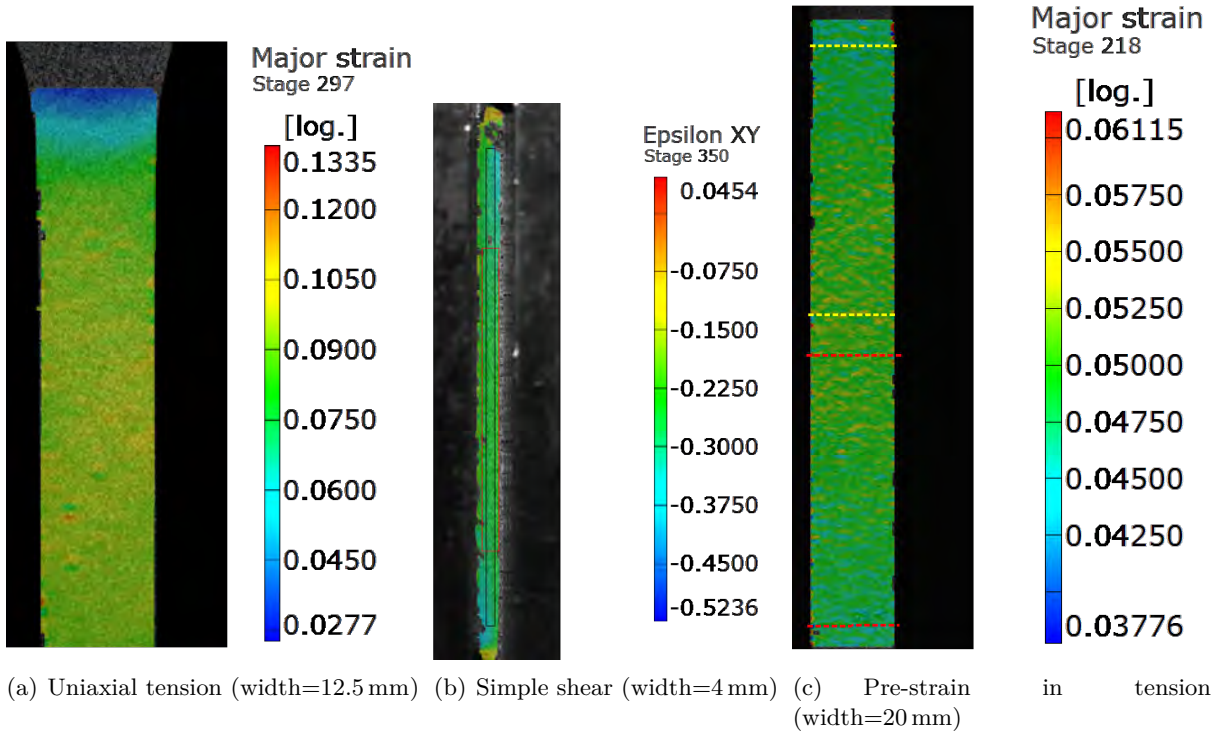 Major strain
Stage 297
[log.]
0.1335
0.1200
0.1050
0.0900
0.0750
0.0600
0.0450
0.0277
Epsilon XY
Stage 350
0.0454
-0.0750
-0.1500
-0.2250
-0.3000
-0.3750
-0.4500
-0.5236
Major strain
Stage 218
[log.]
0.06115
0.05750
0.05500
0.05250
0.05000
0.04750
0.04500
0.04250
0.03776
(a) Uniaxial tension (width=12.5 mm)
(b) Simple shear (width=4 mm)
(c) Pre-strain in tension
(width=20 mm)